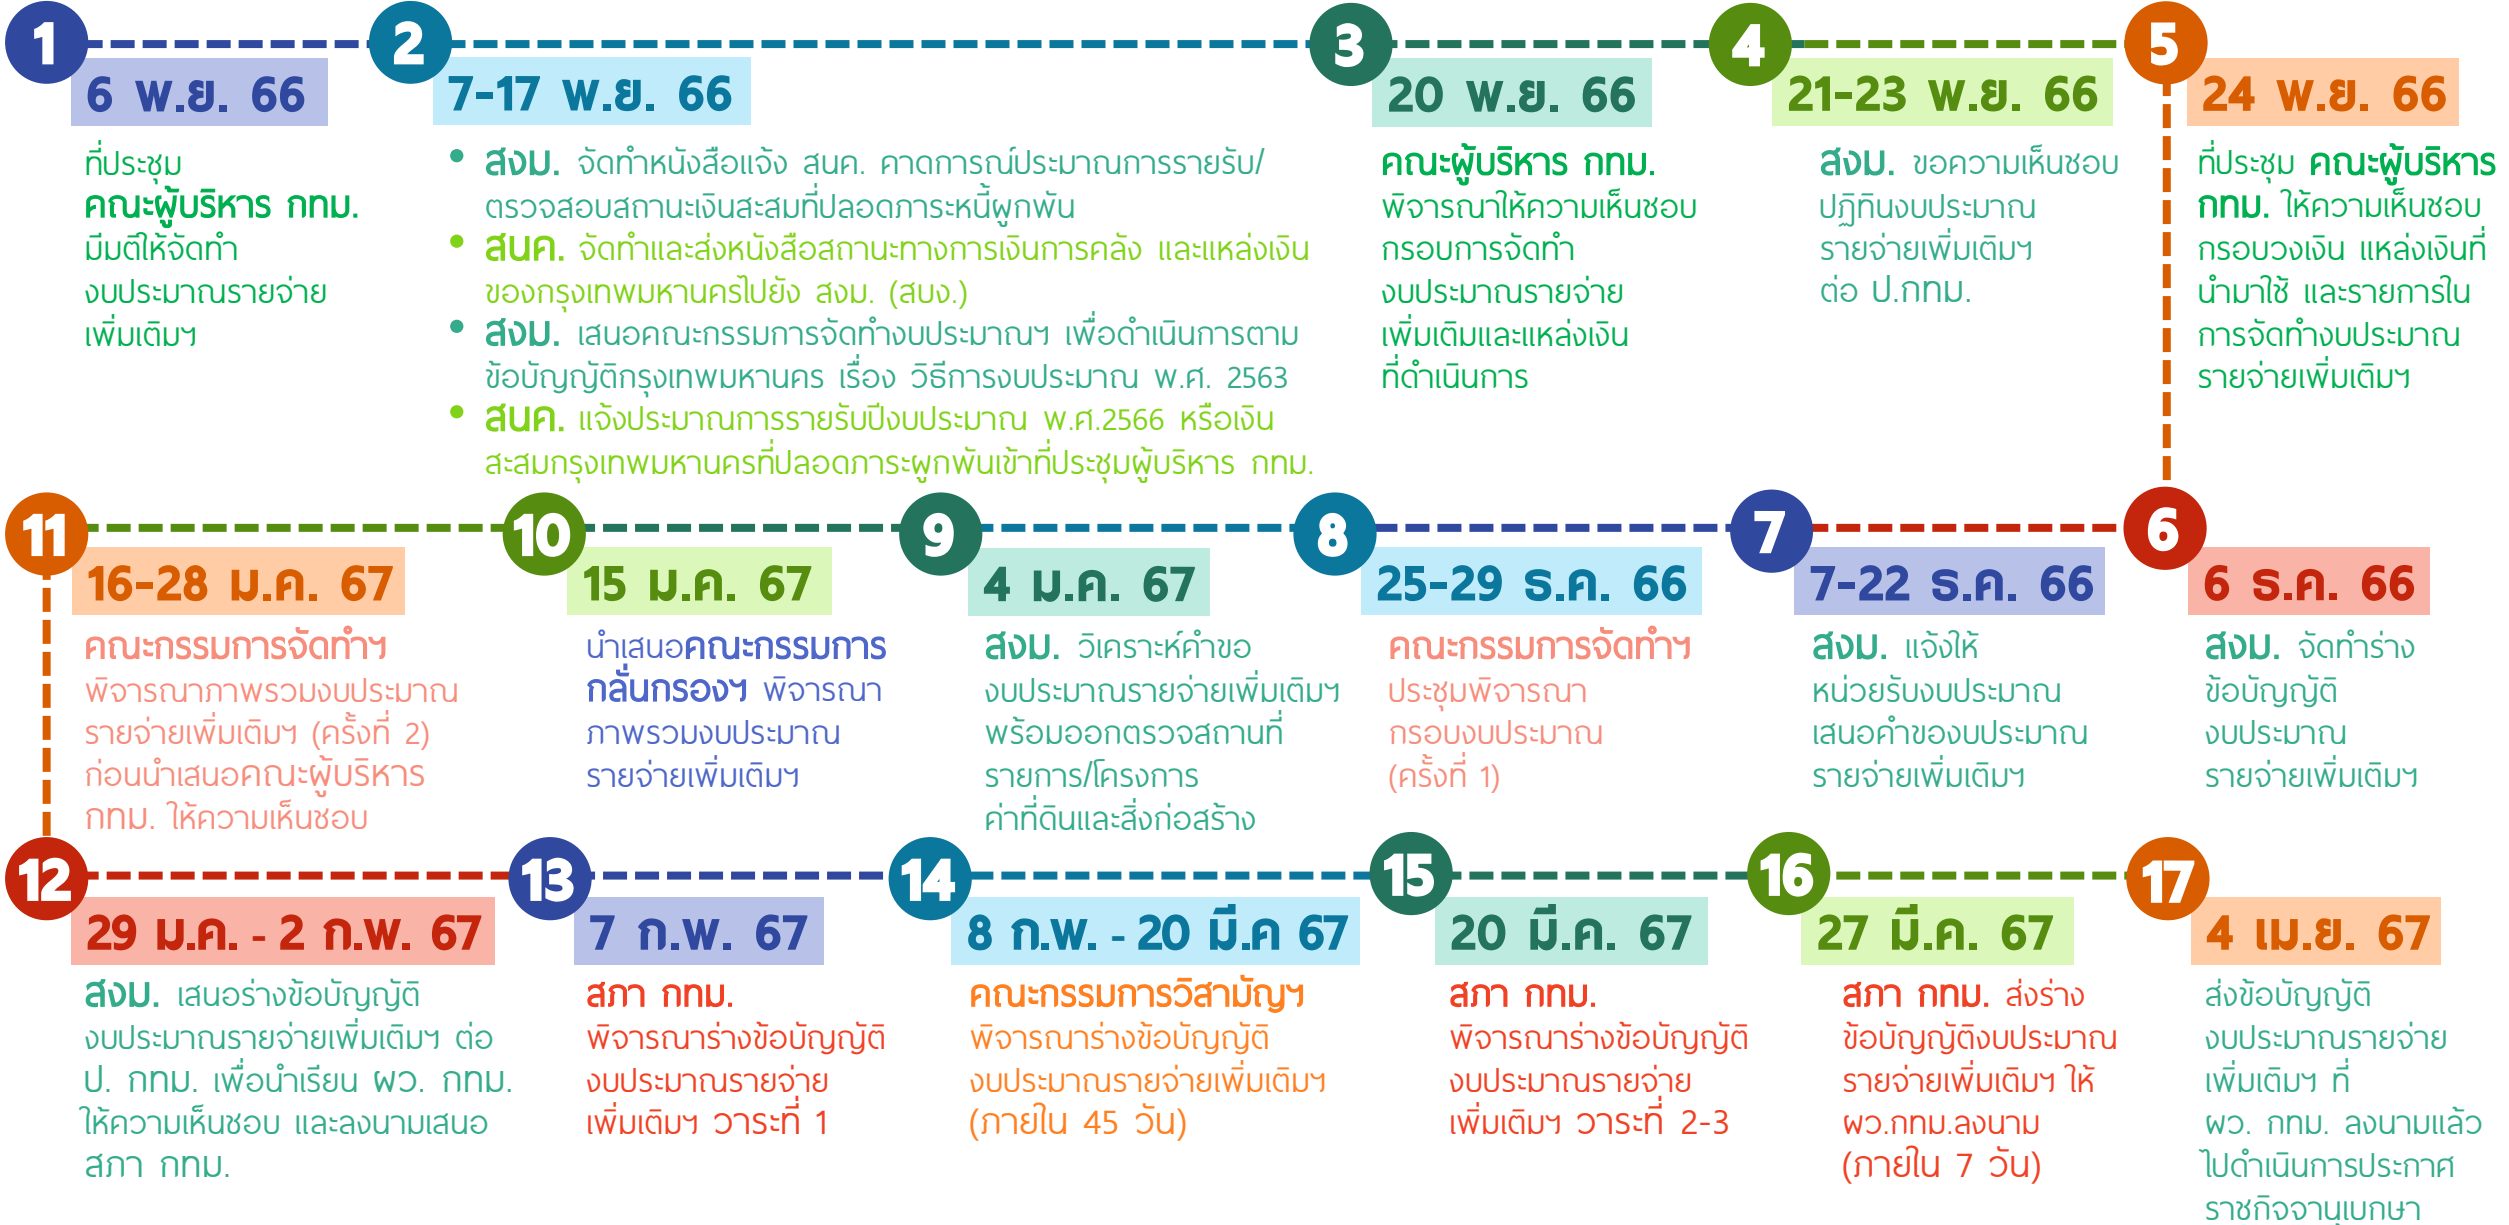 1
6 พ.ย. 66
ที่ประชุม
คณะผู้บริหาร กทม.
มีมติให้จัดทำ
งบประมาณรายจ่าย
เพิ่มเติมฯ
2
7-17 พ.ย. 66
• สงม. จัดทำหนังสือแจ้ง สนค. คาดการณ์ประมาณการรายรับ/
ตรวจสอบสถานะเงินสะสมที่ปลอดภาระหนี้ผูกพัน
• สนค. จัดทำและส่งหนังสือสถานะทางการเงินการคลัง และแหล่งเงิน
ของกรุงเทพมหานครไปยัง สงม. (สบง.)
• สงม. เสนอคณะกรรมการจัดทำงบประมาณฯ เพื่อดำเนินการตาม
ข้อบัญญัติกรุงเทพมหานคร เรื่อง วิธีการงบประมาณ พ.ศ. 2563
• สนค. แจ้งประมาณการรายรับปีงบประมาณ พ.ศ.2566 หรือเงิน
สะสมกรุงเทพมหานครที่ปลอดภาระผูกพันเข้าที่ประชุมผู้บริหาร กทม.
3
20 พ.ย. 66
คณะผู้บริหาร กทม.
พิจารณาให้ความเห็นชอบ
กรอบการจัดทำ
งบประมาณรายจ่าย
เพิ่มเติมและแหล่งเงิน
ที่ดำเนินการ
4
21-23 พ.ย. 66
สงม. ขอความเห็นชอบ
ปฏิทินงบประมาณ
รายจ่ายเพิ่มเติมฯ
ต่อ ป.กทม.
5
24 พ.ย. 66
ที่ประชุม คณะผู้บริหาร
กทม. ให้ความเห็นชอบ
กรอบวงเงิน แหล่งเงินที่
นำมาใช้ และรายการใน
การจัดทำงบประมาณ
รายจ่ายเพิ่มเติมฯ
6
6 ธ.ค. 66
สงม. จัดทำร่าง
ข้อบัญญัติ
งบประมาณ
รายจ่ายเพิ่มเติมฯ
7
7-22 ธ.ค. 66
สงม. แจ้งให้
หน่วยรับงบประมาณ
เสนอคำของบประมาณ
รายจ่ายเพิ่มเติมฯ
8
25-29 ธ.ค. 66
คณะกรรมการจัดทำฯ
ประชุมพิจารณา
กรอบงบประมาณ
(ครั้งที่ 1)
9
4 ม.ค. 67
สงม. วิเคราะห์คำขอ
งบประมาณรายจ่ายเพิ่มเติมฯ
พร้อมออกตรวจสถานที่
รายการ/โครงการ
ค่าที่ดินและสิ่งก่อสร้าง
10
15 ม.ค. 67
นำเสนอคณะกรรมการ
กลั่นกรองฯ พิจารณา
ภาพรวมงบประมาณ
รายจ่ายเพิ่มเติมฯ
11
16-28 ม.ค. 67
คณะกรรมการจัดทำฯ
พิจารณาภาพรวมงบประมาณ
รายจ่ายเพิ่มเติมฯ (ครั้งที่ 2)
ก่อนนำเสนอคณะผู้บริหาร
กทม. ให้ความเห็นชอบ
12
29 ม.ค. - 2 ก.พ. 67
สงม. เสนอร่างข้อบัญญัติ
งบประมาณรายจ่ายเพิ่มเติมฯ ต่อ
ป. กทม. เพื่อนำเรียน ผว. กทม.
ให้ความเห็นชอบ และลงนามเสนอ
สภา กทม.
13
7 ก.พ. 67
สภา กทม.
พิจารณาร่างข้อบัญญัติ
งบประมาณรายจ่าย
เพิ่มเติมฯ วาระที่ 1
14
8 ก.พ. - 20 มี.ค 67
คณะกรรมการวิสามัญฯ
พิจารณาร่างข้อบัญญัติ
งบประมาณรายจ่ายเพิ่มเติมฯ
(ภายใน 45 วัน)
15
20 มี.ค. 67
สภา กทม.
พิจารณาร่างข้อบัญญัติ
งบประมาณรายจ่าย
เพิ่มเติมฯ วาระที่ 2-3
16
27 มี.ค. 67
สภา กทม. ส่งร่าง
ข้อบัญญัติงบประมาณ
รายจ่ายเพิ่มเติมฯ ให้
ผว.กทม.ลงนาม
(ภายใน 7 วัน)
17
4 เม.ย. 67
ส่งข้อบัญญัติ
งบประมาณรายจ่าย
เพิ่มเติมฯ ที่
ผว. กทม. ลงนามแล้ว
ไปดำเนินการประกาศ
ราชกิจจานุเบกษา